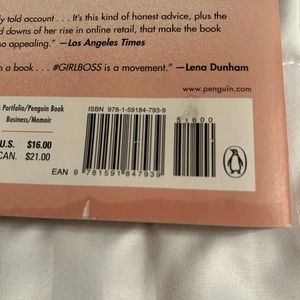 ly told account . . . It's this kind of honest advice, plus the
d downs of her rise in online retail, that make the book
so appealing." —Los Angeles Times
n a book . . . #GIRLBOSS is a movement." —Lena Dunham
www.penguin.com
Portfolio/Penguin Book
Business/Memoir
U.S. $16.00
CAN. $21.00
ISBN 978-1-59184-793-9
51600
EAN 9 781591 847939